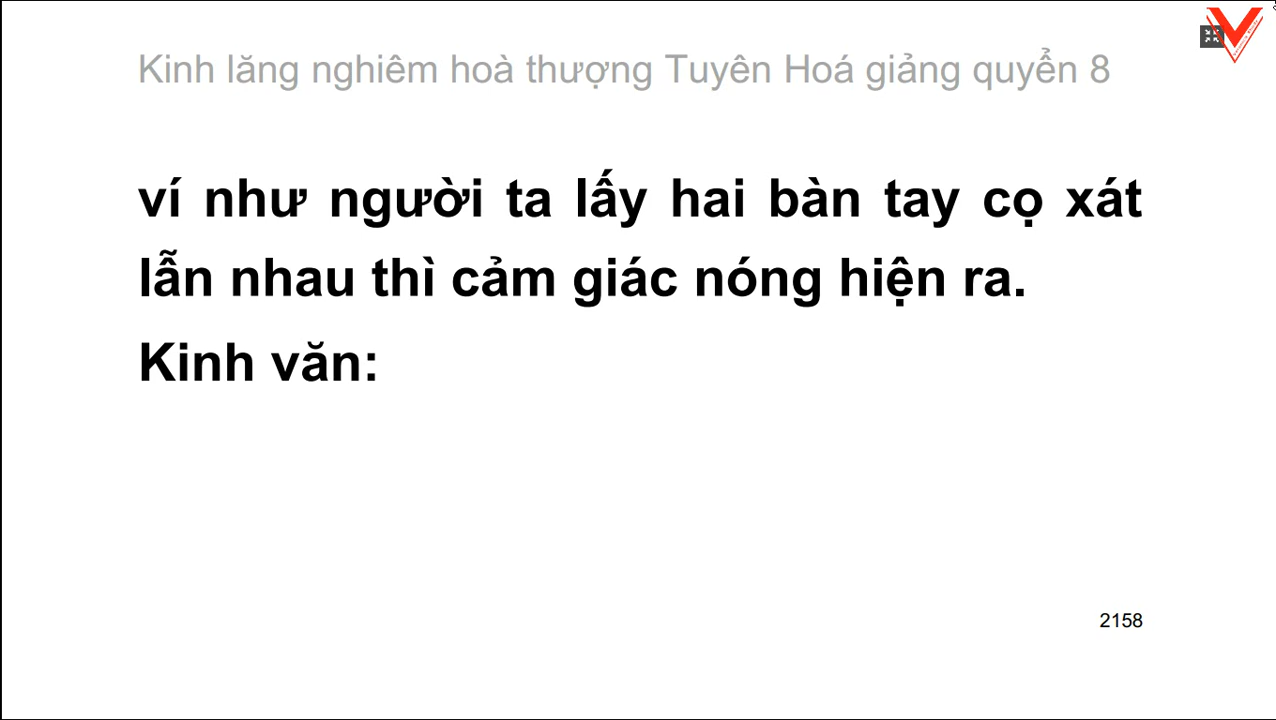 Kinh lăng nghiêm hoà thượng Tuyên Hoá giảng quyển 8
ví như người ta lấy hai bàn tay cọ xát
lẫn nhau thì cảm giác nóng hiện ra.
Kinh văn:
2158